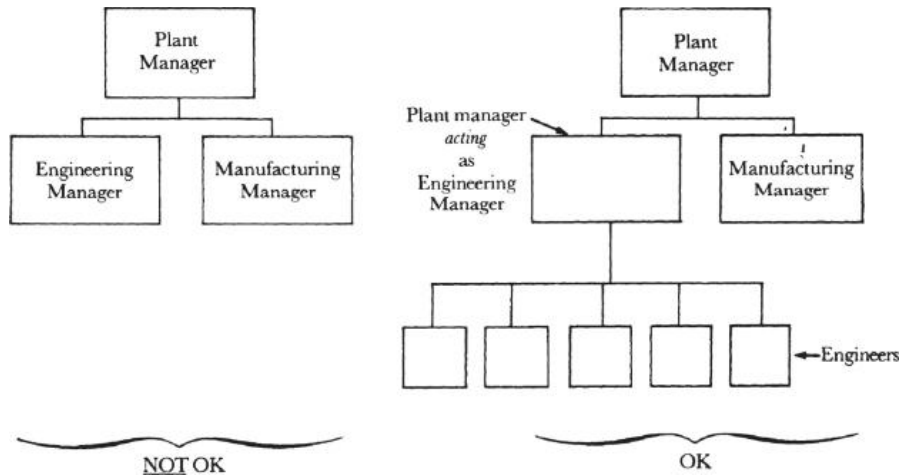 Plant
Manager
Engineering
Manager
Manufacturing
Manager
NOT OK
Plant
Manager
Plant manager
acting
as
Engineering
Manager
Manufacturing
Manager
Engineers
OK